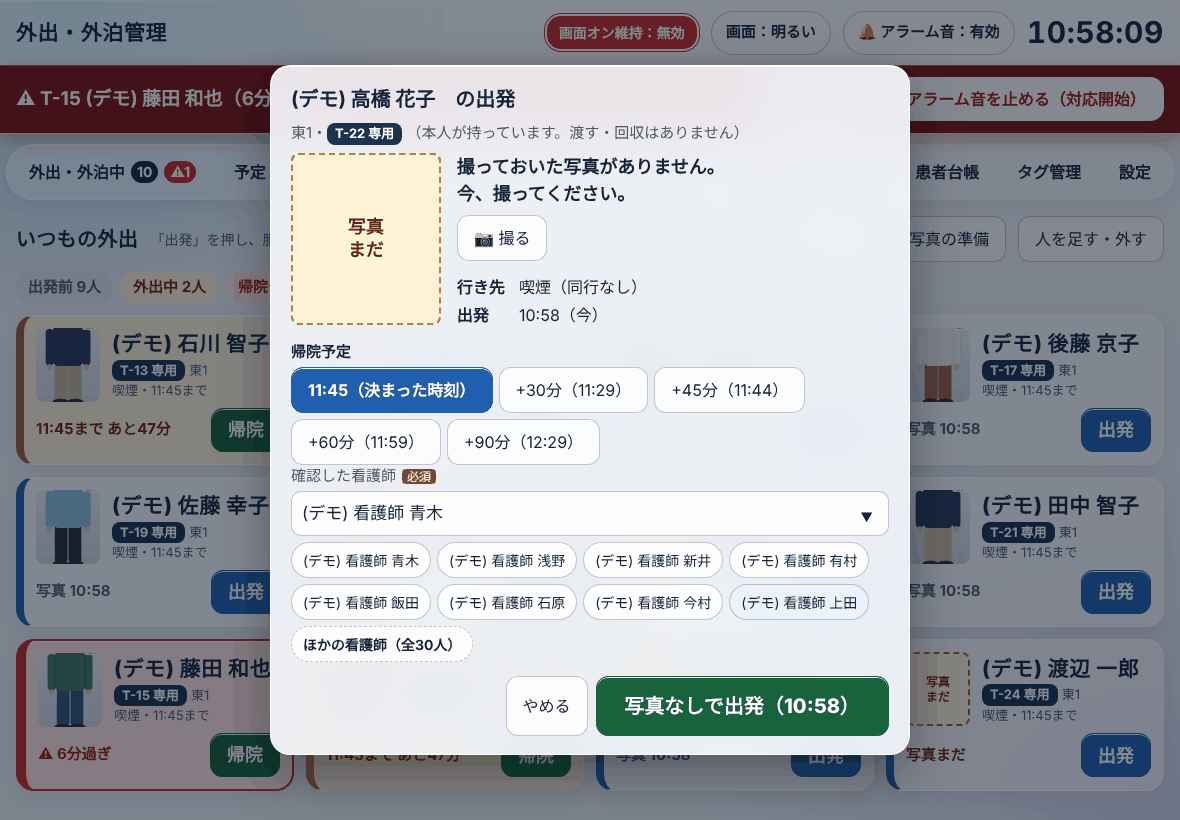 外出・外泊管理
画面オン維持：無効
画面：明るい
🔔 アラーム音：有効
10:58:09
⚠ T-15 (デモ) 藤田 和也（6分
アラーム音を止める（対応開始）
外出・外泊中 10 ⚠1
予定
患者台帳
タグ管理
設定
いつもの外出
「出発」を押し、服
写真の準備
人を足す・外す
出発前 9人
外出中 2人
帰院
(デモ) 石川 智子
T-13 専用 東1
喫煙・11:45まで
11:45まで あと47分
帰院
(デモ) 後藤 京子
T-17 専用 東1
喫煙・11:45まで
写真 10:58
出発
(デモ) 佐藤 幸子
T-19 専用 東1
喫煙・11:45まで
写真 10:58
出発
(デモ) 田中 智子
T-21 専用 東1
喫煙・11:45まで
写真 10:58
出発
(デモ) 藤田 和也
T-15 専用 東1
喫煙・11:45まで
⚠ 6分過ぎ
帰院
11:45まで あと47分
帰院
写真 10:58
出発
写真
まだ
(デモ) 渡辺 一郎
T-24 専用 東1
喫煙・11:45まで
写真まだ
出発
(デモ) 高橋 花子　の出発
東1・T-22 専用（本人が持っています。渡す・回収はありません）
写真
まだ
撮っておいた写真がありません。
今、撮ってください。
📷 撮る
行き先 喫煙（同行なし）
出発 10:58（今）
帰院予定
11:45（決まった時刻）
+30分（11:29）
+45分（11:44）
+60分（11:59）
+90分（12:29）
確認した看護師 必須
(デモ) 看護師 青木 ▼
(デモ) 看護師 青木
(デモ) 看護師 浅野
(デモ) 看護師 新井
(デモ) 看護師 有村
(デモ) 看護師 飯田
(デモ) 看護師 石原
(デモ) 看護師 今村
(デモ) 看護師 上田
ほかの看護師（全30人）
やめる
写真なしで出発（10:58）